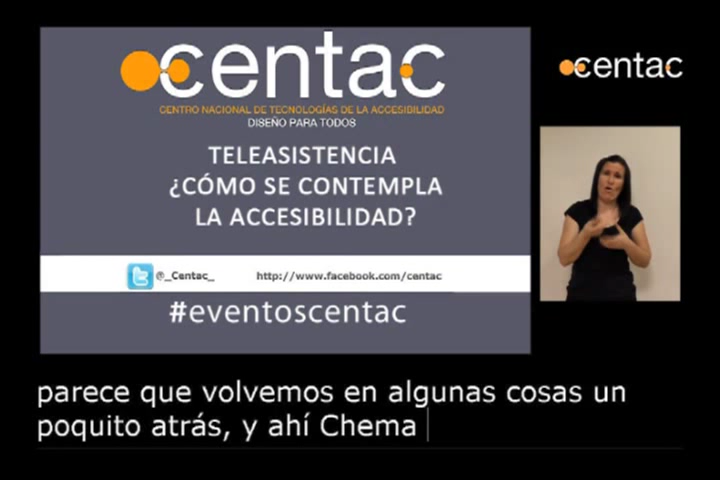 centac
CENTRO NACIONAL DE TECNOLOGÍAS DE LA ACCESIBILIDAD
DISEÑO PARA TODOS
TELEASISTENCIA
¿CÓMO SE CONTEMPLA
LA ACCESIBILIDAD?
@_Centac_ http://www.facebook.com/centac
#eventoscentac
centac
parece que volvemos en algunas cosas un
poquito atrás, y ahí Chema